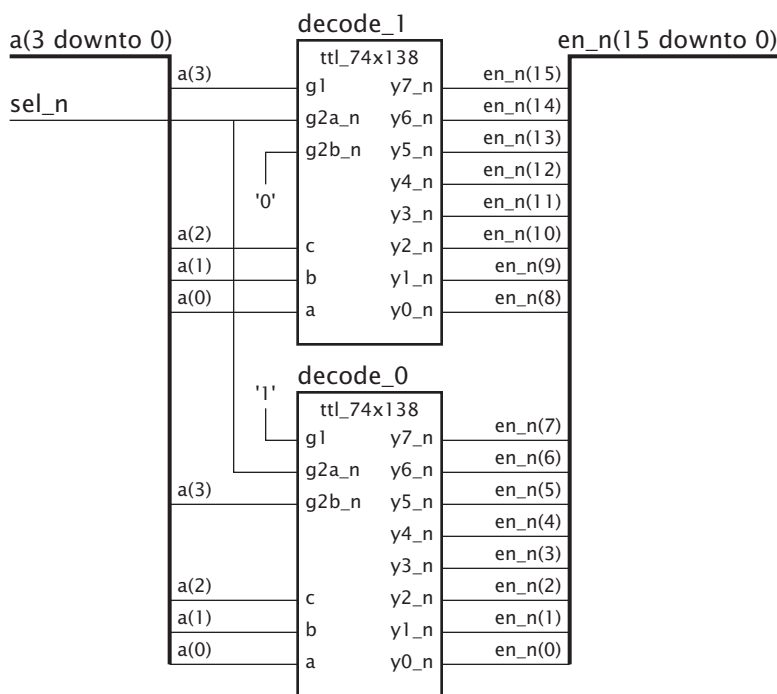 decode_1
a(3 downto 0) en_n(15 downto 0)
ttl_74x138
a(3) g1 y7_n en_n(15)
sel_n g2a_n y6_n en_n(14)
g2b_n y5_n en_n(13)
y4_n en_n(12)
'0' y3_n en_n(11)
a(2) c y2_n en_n(10)
a(1) b y1_n en_n(9)
a(0) a y0_n en_n(8)
decode_0
'1' ttl_74x138
g1 y7_n en_n(7)
g2a_n y6_n en_n(6)
a(3) g2b_n y5_n en_n(5)
y4_n en_n(4)
y3_n en_n(3)
a(2) c y2_n en_n(2)
a(1) b y1_n en_n(1)
a(0) a y0_n en_n(0)